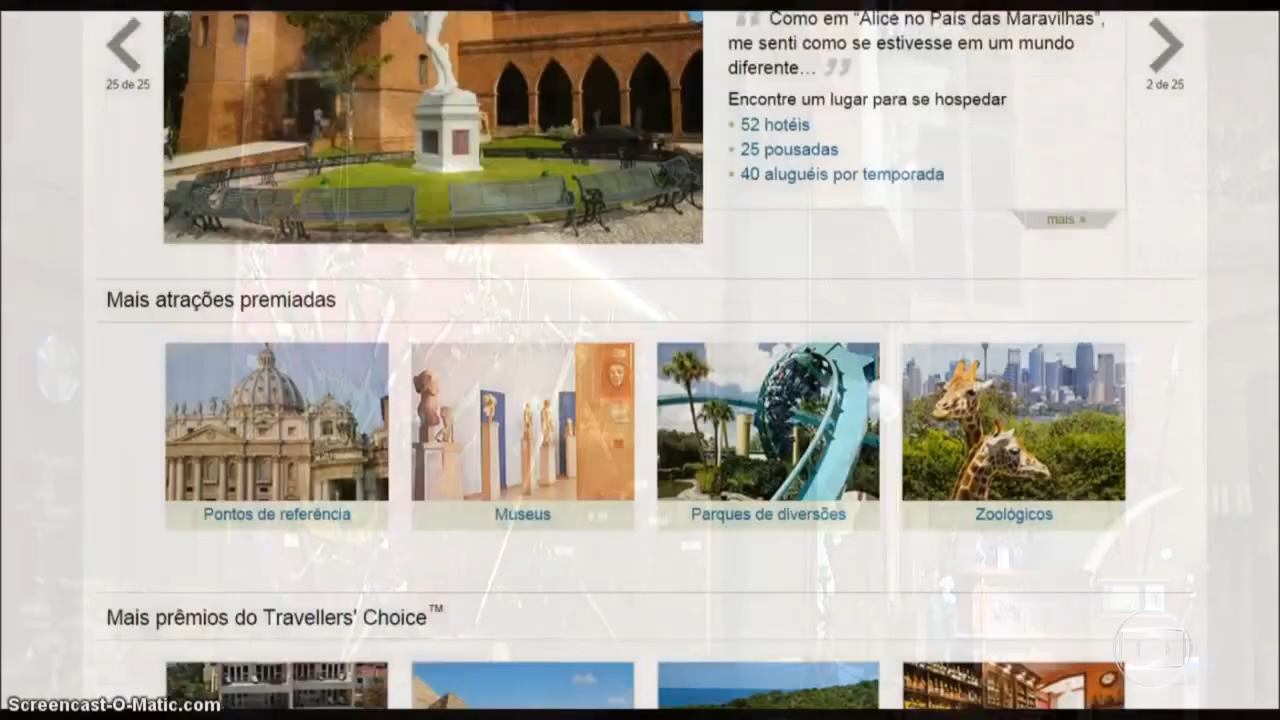 Como em “Alice no País das Maravilhas”,
me senti como se estivesse em um mundo
diferente...
25 de 25
2 de 25
Encontre um lugar para se hospedar
52 hotéis
25 pousadas
40 aluguéis por temporada
mais »
Mais atrações premiadas
Pontos de referência
Museus
Parques de diversões
Zoológicos
Mais prêmios do Travellers' Choice™
Screencast-O-Matic.com